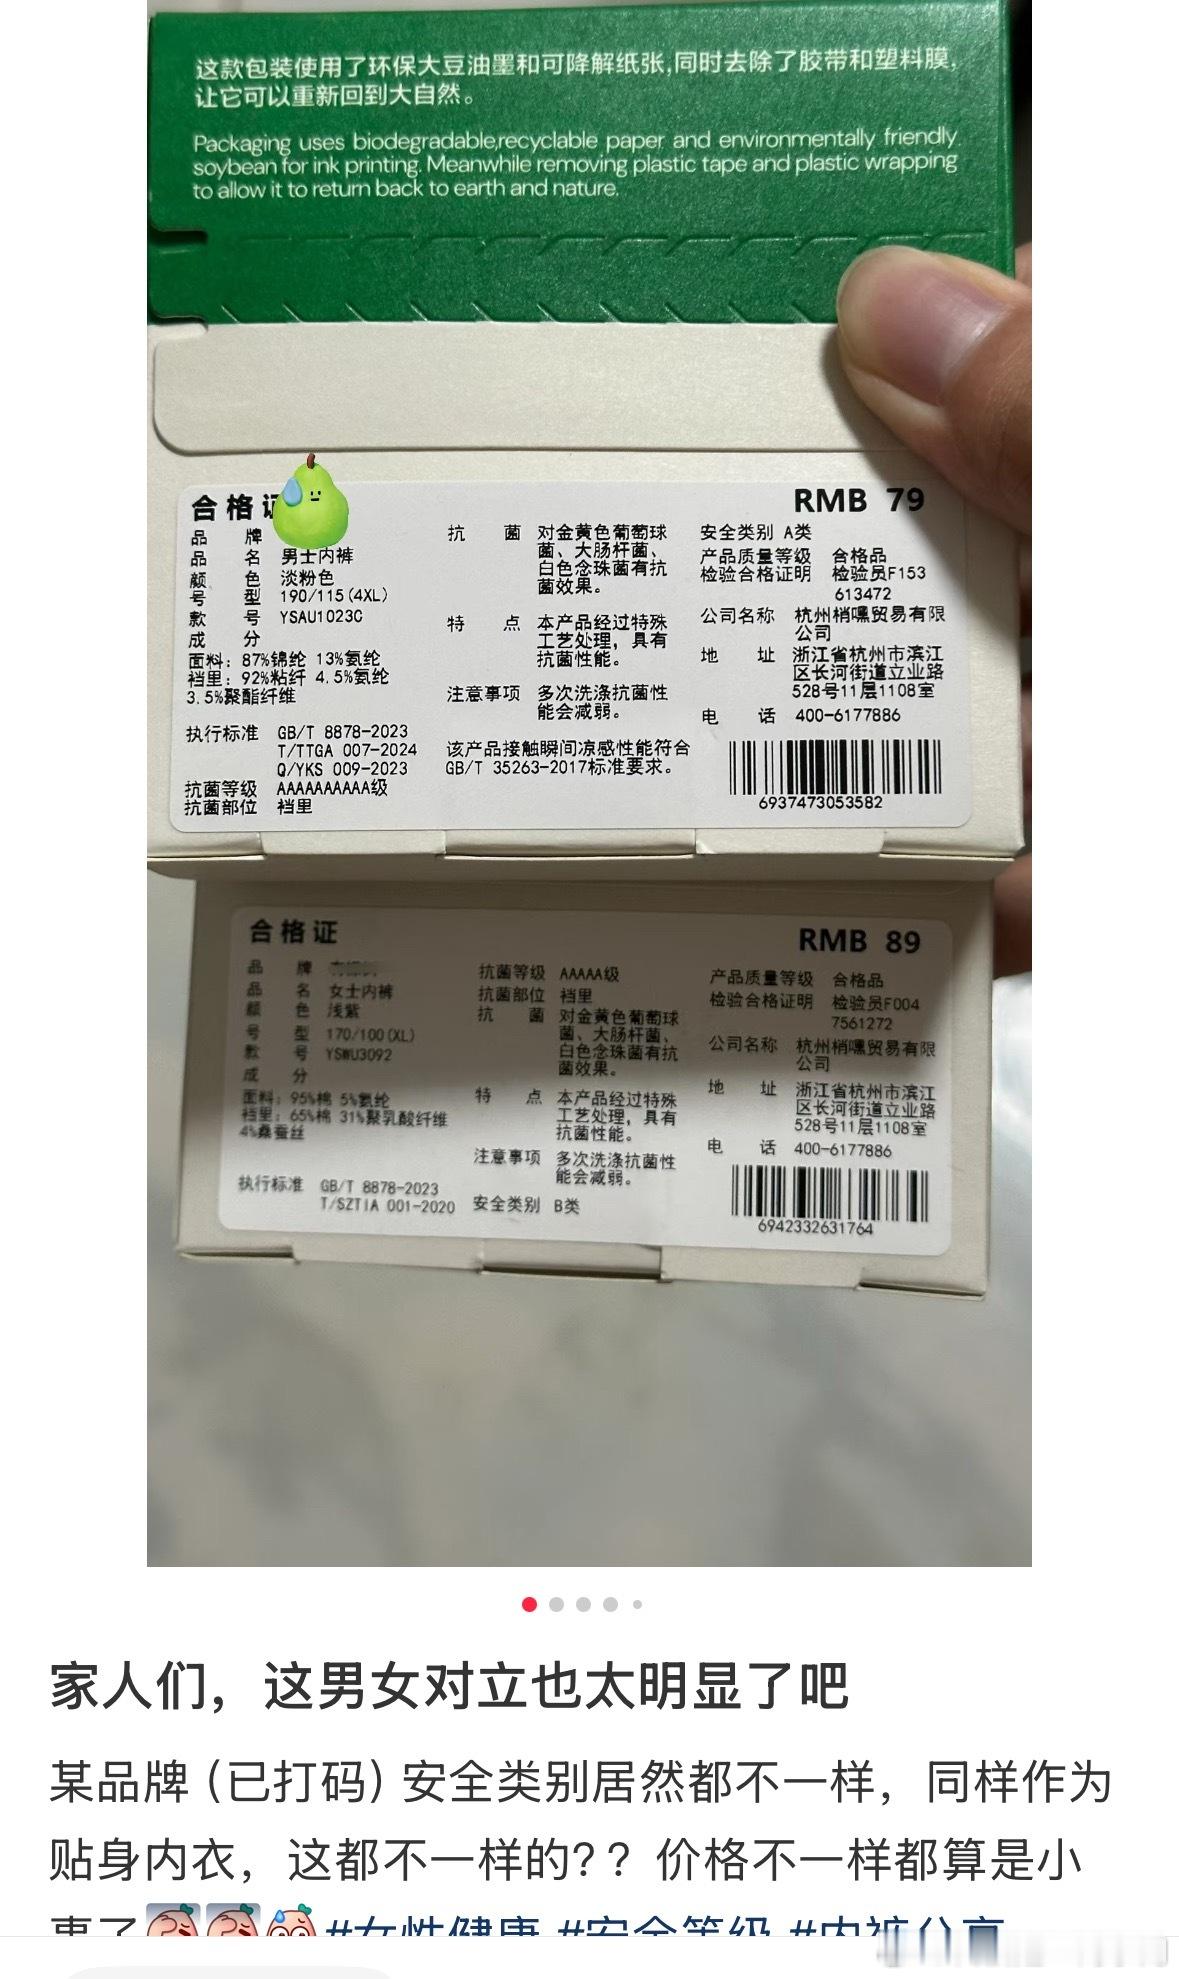 这款包装使用了环保大豆油墨和可降解纸张,同时去除了胶带和塑料膜,
让它可以重新回到大自然。
Packaging uses biodegradable,recyclable paper and environmentally friendly
soybean for ink printing. Meanwhile removing plastic tape and plastic wrapping
to allow it to return back to earth and nature.
合格证
RMB 79
品牌
品名 男士内裤
颜色 淡粉色
号型 190/115(4XL)
款号 YSAU1023C
成分
面料：87%锦纶 13%氨纶
裆里：92%粘纤 4.5%氨纶
3.5%聚酯纤维
执行标准 GB/T 8878-2023
T/TTGA 007-2024
Q/YKS 009-2023
抗菌等级 AAAAAAAAAA级
抗菌部位 裆里
抗菌 对金黄色葡萄球
菌、大肠杆菌、
白色念珠菌有抗
菌效果。
特点 本产品经过特殊
工艺处理，具有
抗菌性能。
注意事项 多次洗涤抗菌性
能会减弱。
该产品接触瞬间凉感性能符合
GB/T 35263-2017标准要求。
安全类别 A类
产品质量等级 合格品
检验合格证明 检验员F153
613472
公司名称 杭州梢嘿贸易有限
公司
地址 浙江省杭州市滨江
区长河街道立业路
528号11层1108室
电话 400-6177886
6937473053582
合格证
RMB 89
品牌
品名 女士内裤
颜色 浅紫
号型 170/100(XL)
款号 YSWU3092
成分
面料：95%棉 5%氨纶
裆里：65%棉 31%聚乳酸纤维
4%桑蚕丝
执行标准 GB/T 8878-2023
T/SZTIA 001-2020
抗菌等级 AAAAA级
抗菌部位 裆里
抗菌 对金黄色葡萄球
菌、大肠杆菌、
白色念珠菌有抗
菌效果。
特点 本产品经过特殊
工艺处理，具有
抗菌性能。
注意事项 多次洗涤抗菌性
能会减弱。
安全类别 B类
产品质量等级 合格品
检验合格证明 检验员F004
7561272
公司名称 杭州梢嘿贸易有限
公司
地址 浙江省杭州市滨江
区长河街道立业路
528号11层1108室
电话 400-6177886
6942332631764
家人们，这男女对立也太明显了吧
某品牌（已打码）安全类别居然都不一样，同样作为
贴身内衣，这都不一样的？？价格不一样都算是小
事了 #女性健康 #安全等级 #内裤分享